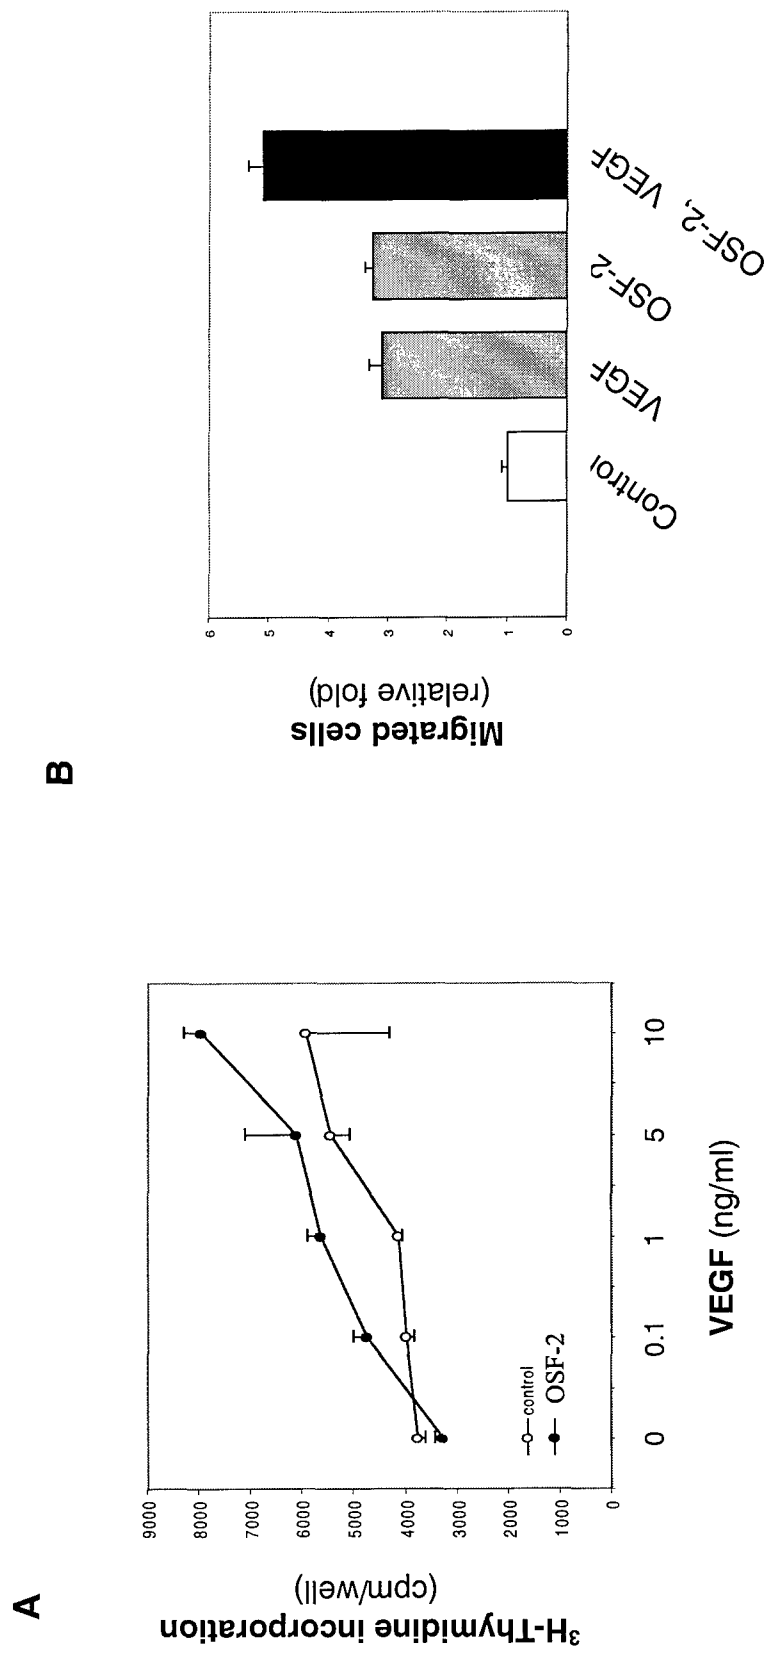 A
³H-Thymidine incorporation
(cpm/well)
9000
8000
7000
6000
5000
4000
3000
2000
1000
0
control
OSF-2
0 0.1 1 5 10
VEGF (ng/ml)
B
Migrated cells
(relative fold)
6
5
4
3
2
1
0
Control
VEGF
OSF-2
OSF-2, VEGF